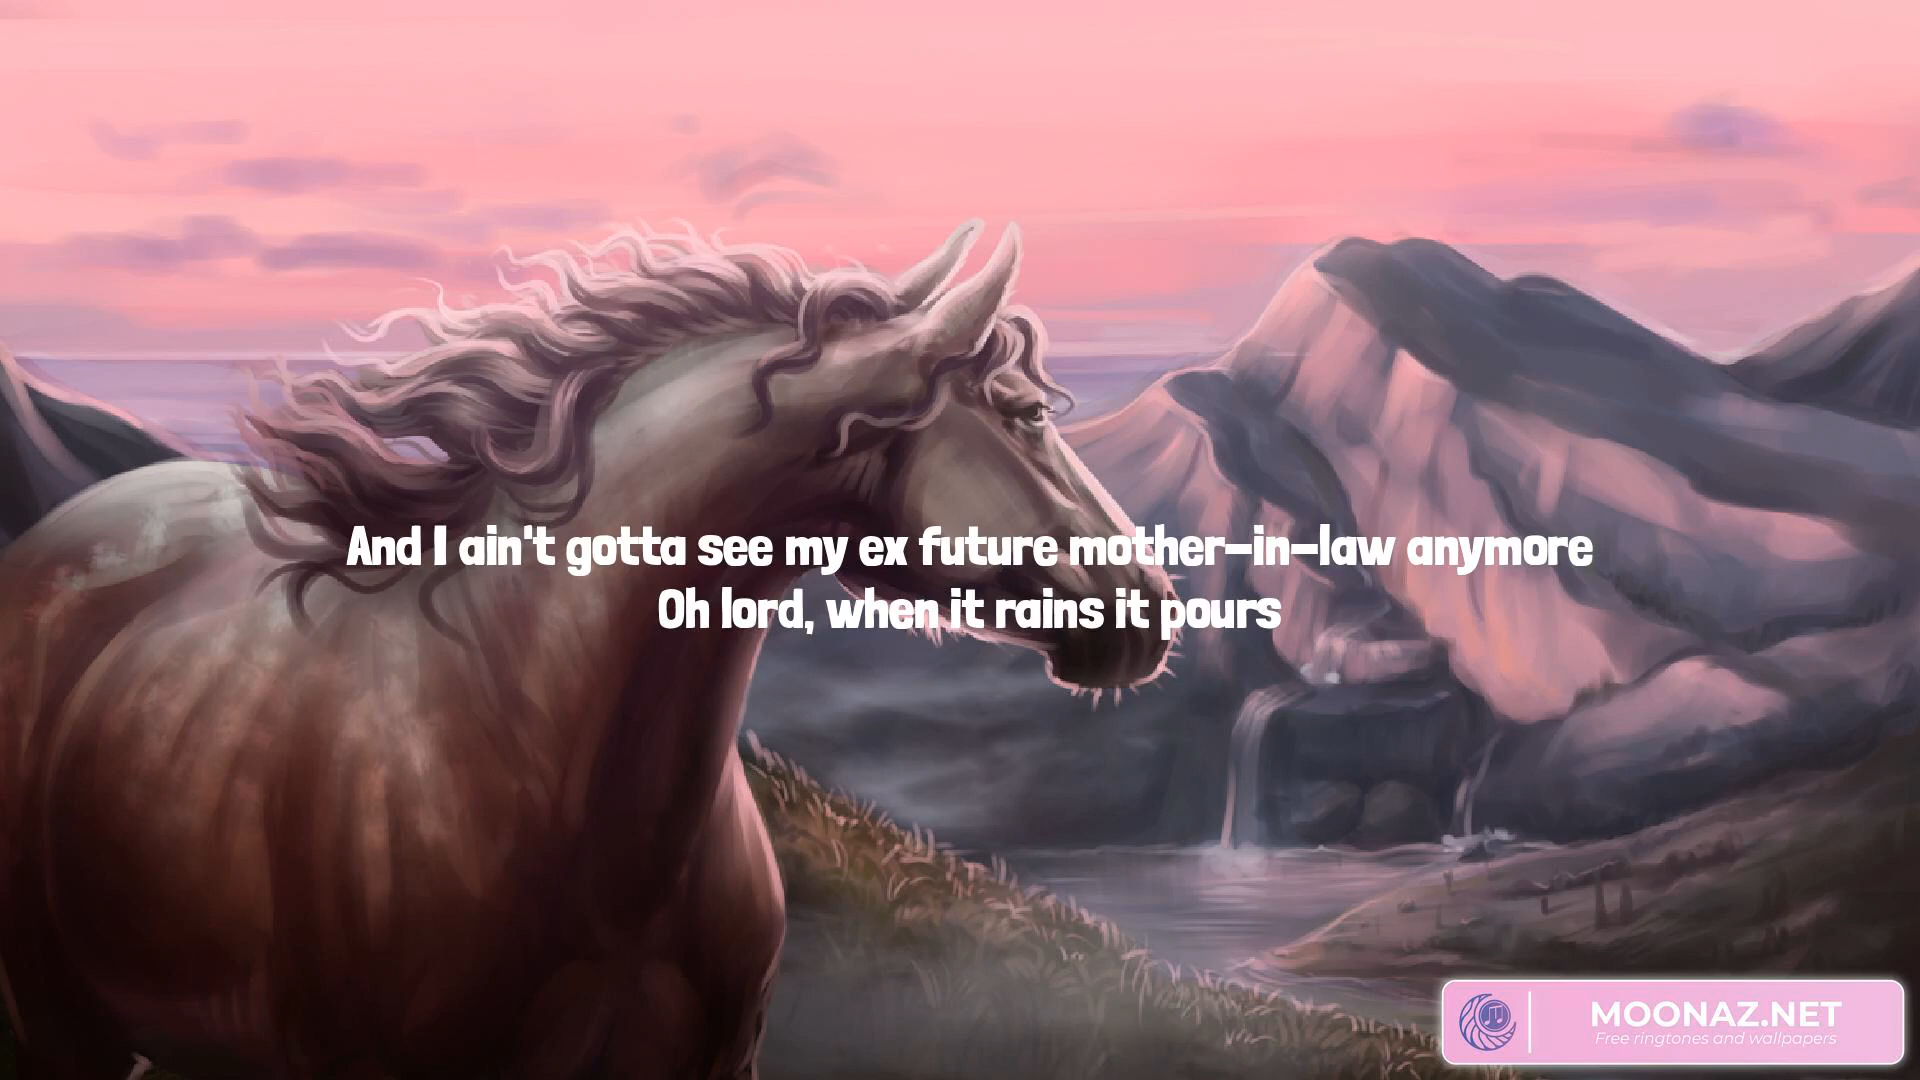 And I ain't gotta see my ex future mother-in-law anymore
Oh lord, when it rains it pours
MOONAZ.NET
Free ringtones and wallpapers